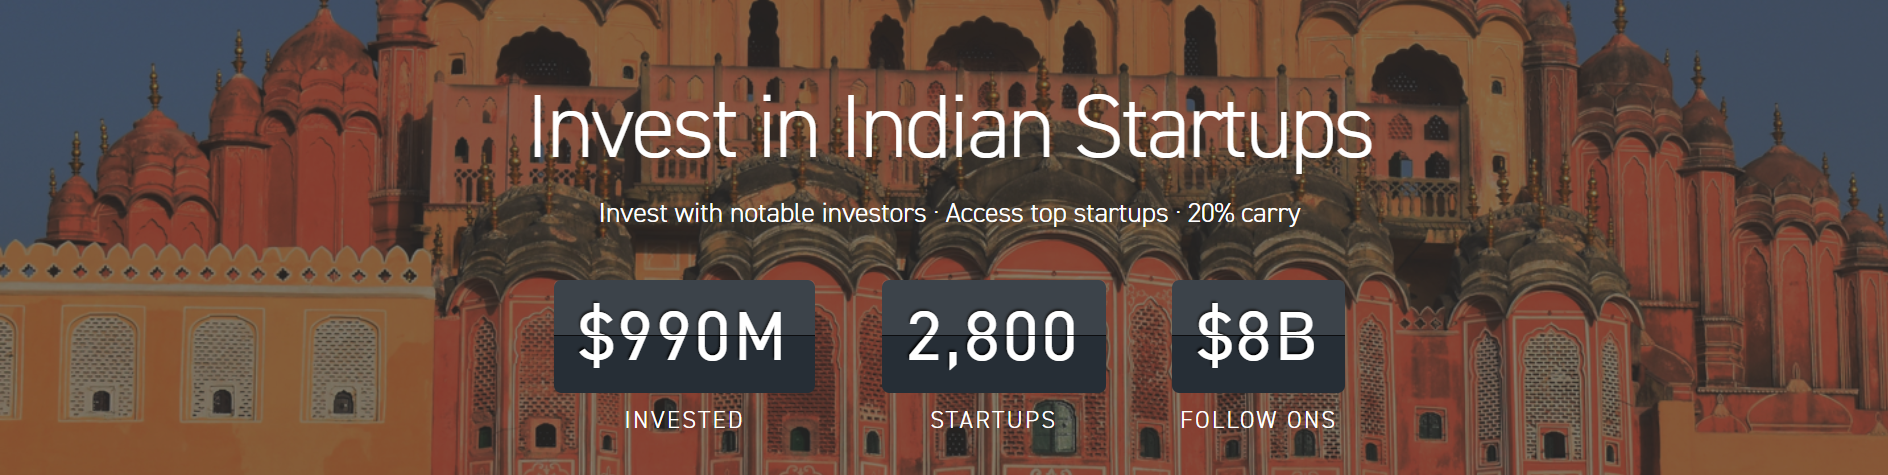 Invest in Indian Startups
Invest with notable investors · Access top startups · 20% carry
$990M 2,800 $8B
INVESTED STARTUPS FOLLOW ONS